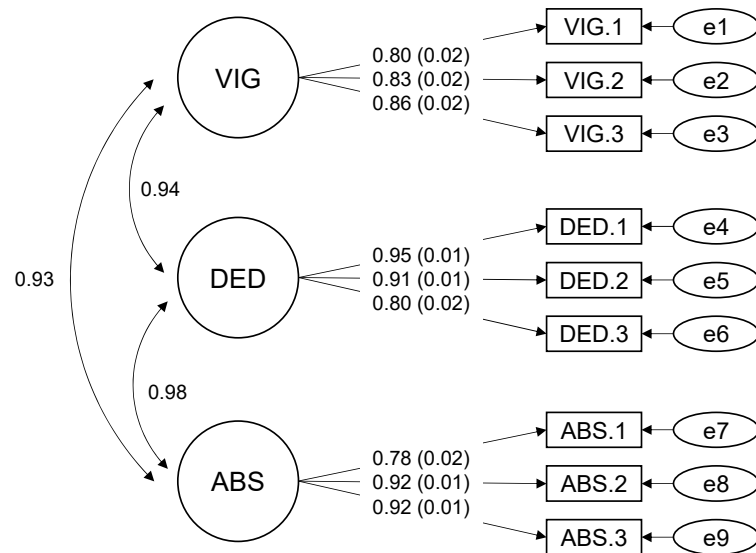 VIG
0.80 (0.02)
0.83 (0.02)
0.86 (0.02)
VIG.1
e1
VIG.2
e2
VIG.3
e3
0.94
0.93
DED
0.95 (0.01)
0.91 (0.01)
0.80 (0.02)
DED.1
e4
DED.2
e5
DED.3
e6
0.98
ABS
0.78 (0.02)
0.92 (0.01)
0.92 (0.01)
ABS.1
e7
ABS.2
e8
ABS.3
e9